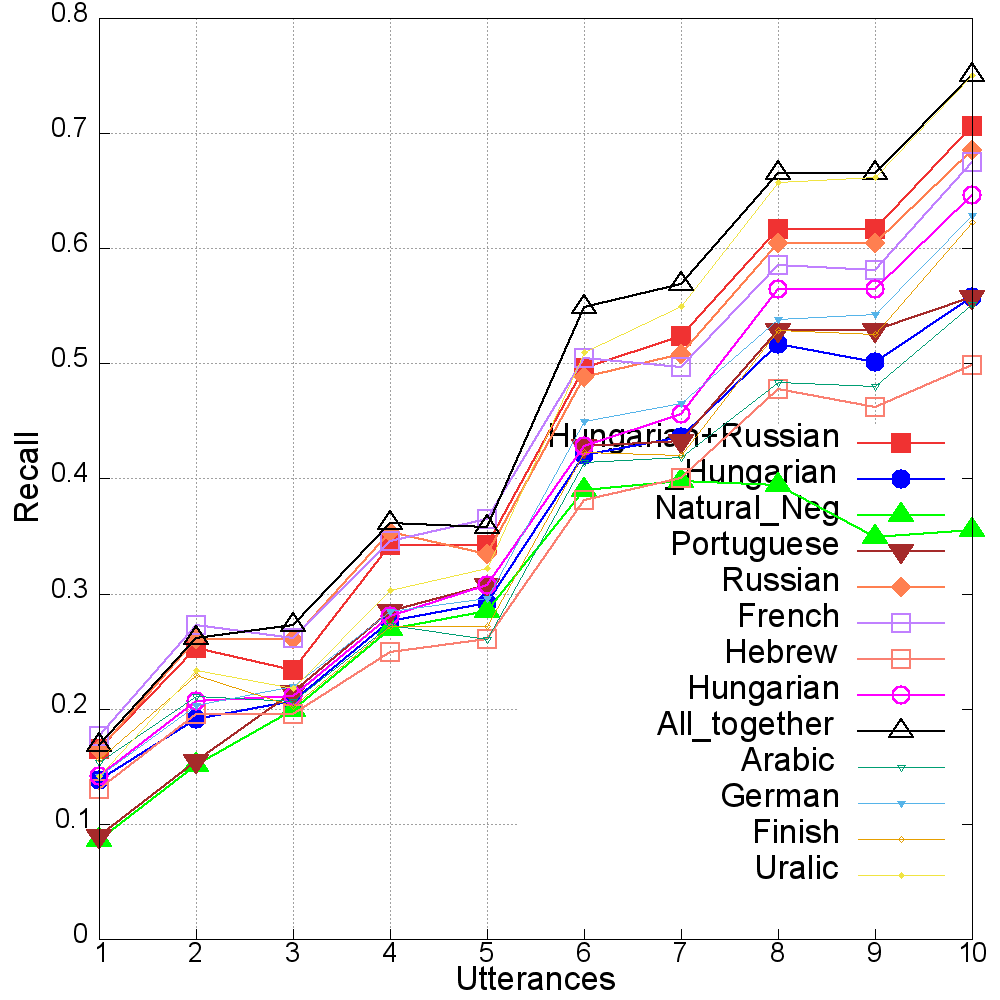 0.8
0.7
0.6
0.5
0.4
0.3
0.2
0.1
0
Recall
Hungarian+Russian
_Hungarian
Natural_Neg
Portuguese
Russian
French
Hebrew
Hungarian
All_together
Arabic
German
Finish
Uralic
1 2 3 4 5 6 7 8 9 10
Utterances